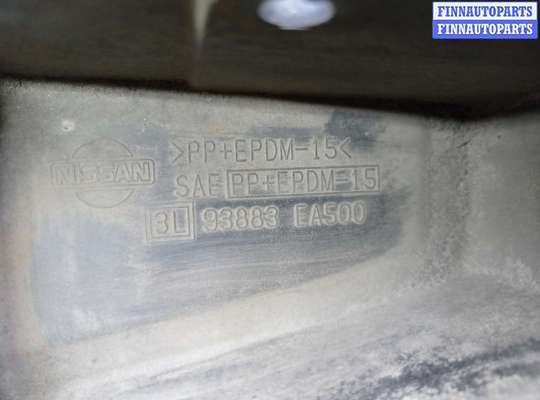 FINNAUTOPARTS
FINNAUTOPARTS
>PP+EPDM-15<
NISSAN
SAE PP+EPDM-15
3L 93883 EA500